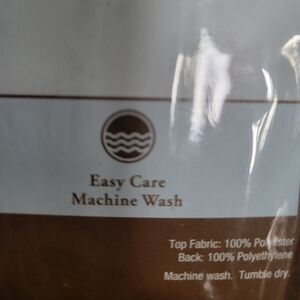 Easy Care
Machine Wash
Top Fabric: 100% Polyester
Back: 100% Polyethylene
Machine wash. Tumble dry.